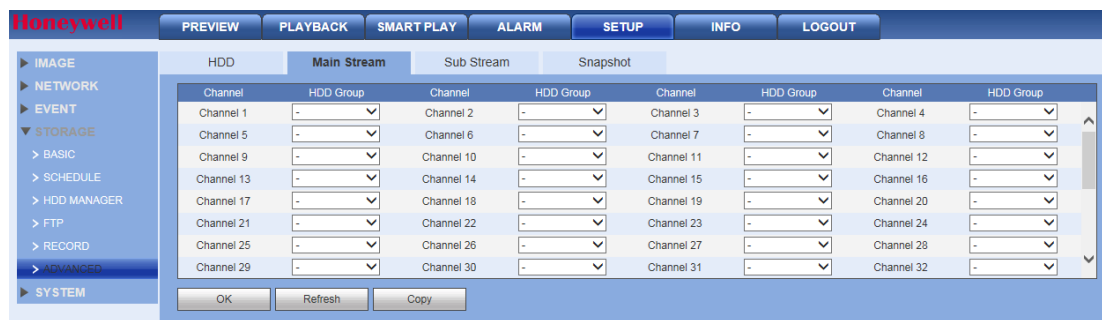 Honeywell
PREVIEW PLAYBACK SMART PLAY ALARM SETUP INFO LOGOUT
IMAGE
NETWORK
EVENT
STORAGE
> BASIC
> SCHEDULE
> HDD MANAGER
> FTP
> RECORD
> ADVANCED
SYSTEM
HDD Main Stream Sub Stream Snapshot
Channel HDD Group Channel HDD Group Channel HDD Group Channel HDD Group
Channel 1 - Channel 2 - Channel 3 - Channel 4 -
Channel 5 - Channel 6 - Channel 7 - Channel 8 -
Channel 9 - Channel 10 - Channel 11 - Channel 12 -
Channel 13 - Channel 14 - Channel 15 - Channel 16 -
Channel 17 - Channel 18 - Channel 19 - Channel 20 -
Channel 21 - Channel 22 - Channel 23 - Channel 24 -
Channel 25 - Channel 26 - Channel 27 - Channel 28 -
Channel 29 - Channel 30 - Channel 31 - Channel 32 -
OK Refresh Copy